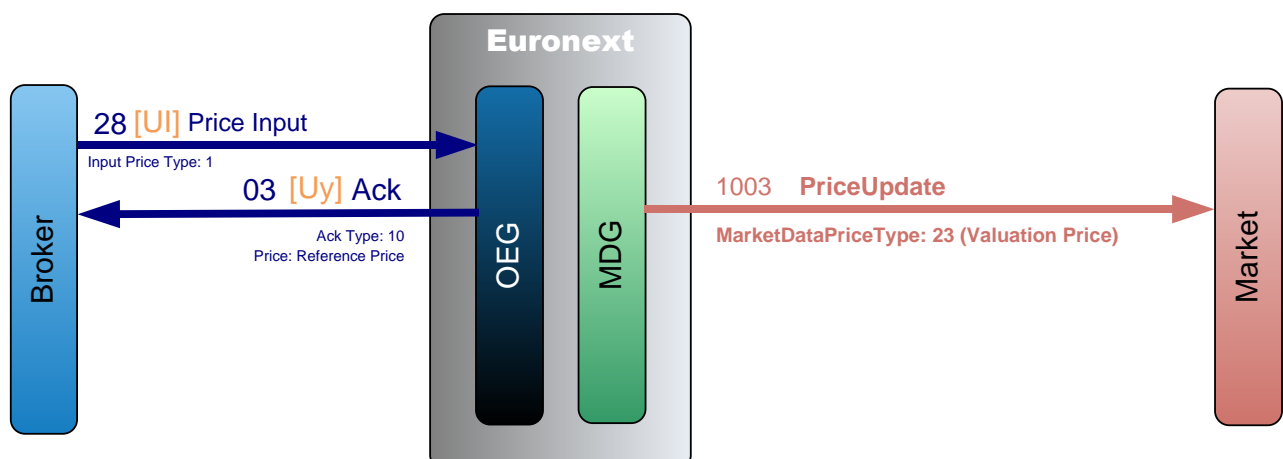 Euronext
28 [UI] Price Input
Input Price Type: 1
03 [Uy] Ack
Ack Type: 10
Price: Reference Price
1003 PriceUpdate
MarketDataPriceType: 23 (Valuation Price)
Broker
OEG
MDG
Market